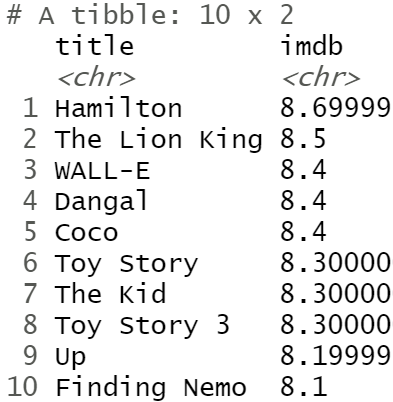 # A tibble: 10 x 2
title imdb
<chr> <chr>
1 Hamilton 8.69999
2 The Lion King 8.5
3 WALL-E 8.4
4 Dangal 8.4
5 Coco 8.4
6 Toy Story 8.30000
7 The Kid 8.30000
8 Toy Story 3 8.30000
9 Up 8.19999
10 Finding Nemo 8.1